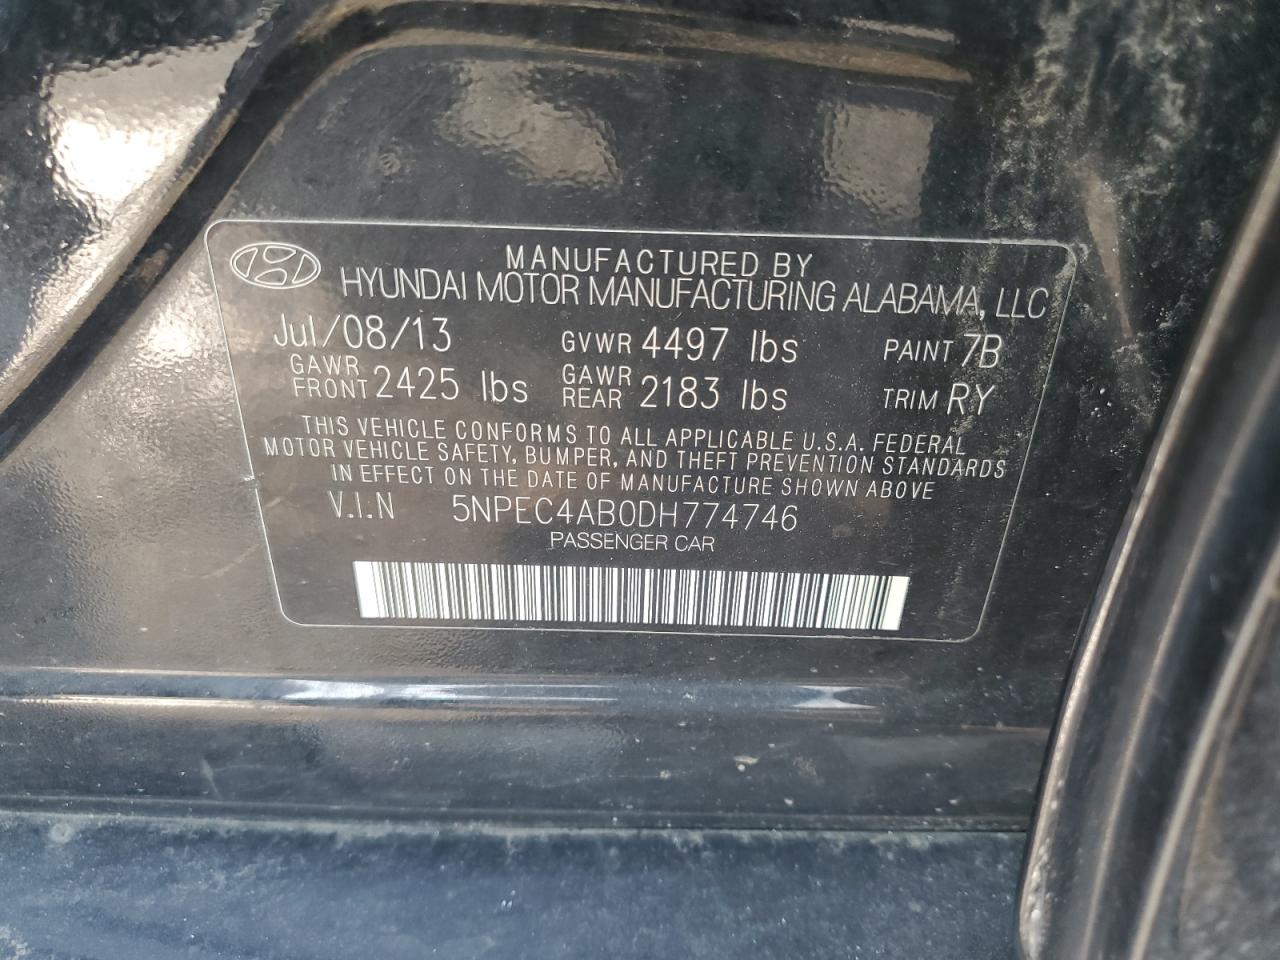 MANUFACTURED BY
HYUNDAI MOTOR MANUFACTURING ALABAMA, LLC
Jul/08/13 GVWR 4497 lbs PAINT 7B
GAWR FRONT 2425 lbs GAWR REAR 2183 lbs TRIM RY
THIS VEHICLE CONFORMS TO ALL APPLICABLE U.S.A. FEDERAL
MOTOR VEHICLE SAFETY, BUMPER, AND THEFT PREVENTION STANDARDS
IN EFFECT ON THE DATE OF MANUFACTURE SHOWN ABOVE
V.I.N 5NPEC4AB0DH774746
PASSENGER CAR